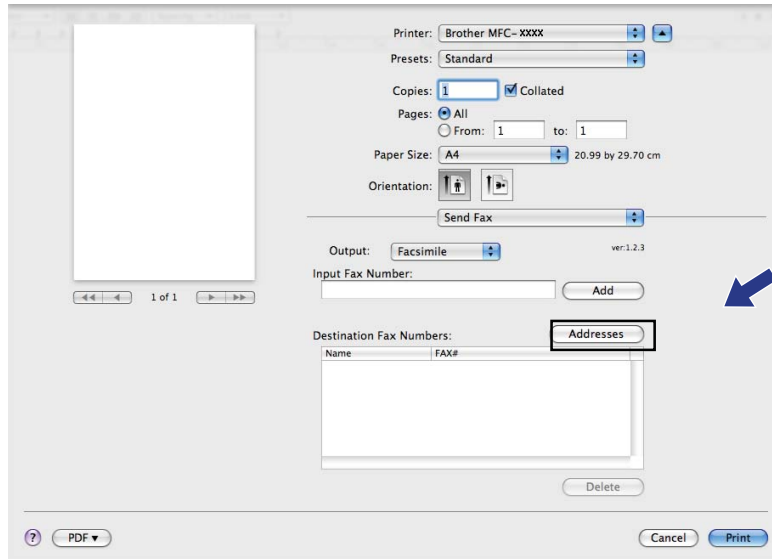 Printer: Brother MFC- XXXX
Presets: Standard
Copies: 1 Collated
Pages: All
From: 1 to: 1
Paper Size: A4 20.99 by 29.70 cm
Orientation:
Send Fax
Output: Facsimile ver:1.2.3
Input Fax Number:
Add
1 of 1
Destination Fax Numbers: Addresses
Name FAX#
Delete
? PDF Cancel Print